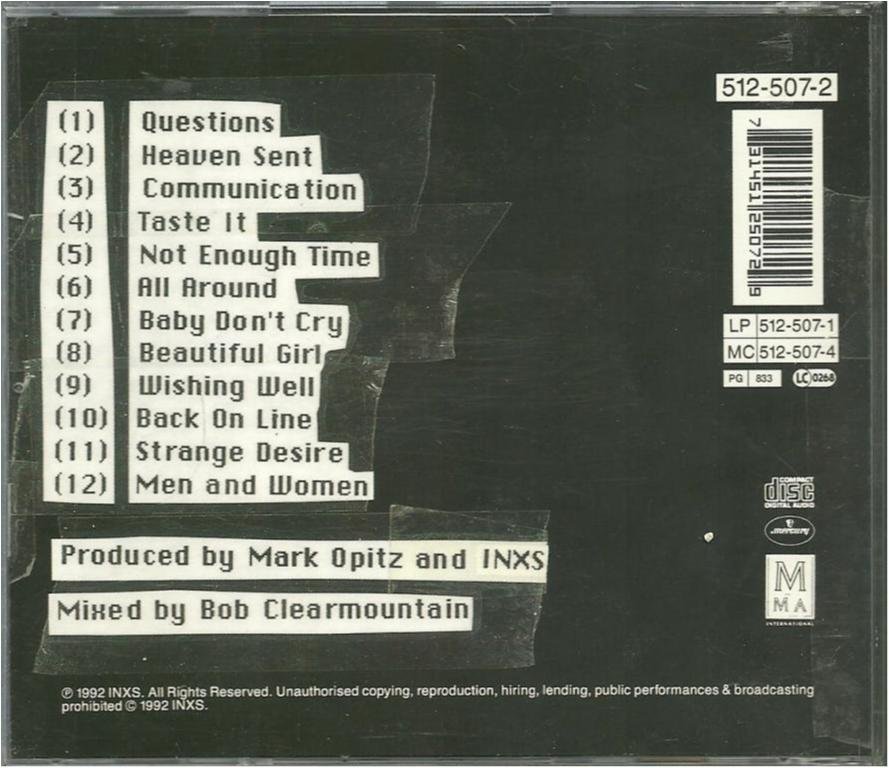 (1) Questions
(2) Heaven Sent
(3) Communication
(4) Taste It
(5) Not Enough Time
(6) All Around
(7) Baby Don't Cry
(8) Beautiful Girl
(9) Wishing Well
(10) Back On Line
(11) Strange Desire
(12) Men and Women
Produced by Mark Opitz and INXS
Mixed by Bob Clearmountain
℗ 1992 INXS. All Rights Reserved. Unauthorised copying, reproduction, hiring, lending, public performances & broadcasting
prohibited © 1992 INXS.
512-507-2
7 31451 25072 9
LP 512-507-1
MC 512-507-4
PG 833 LC 0268
COMPACT
disc
DIGITAL AUDIO
mercury
M
MA
INTERNATIONAL